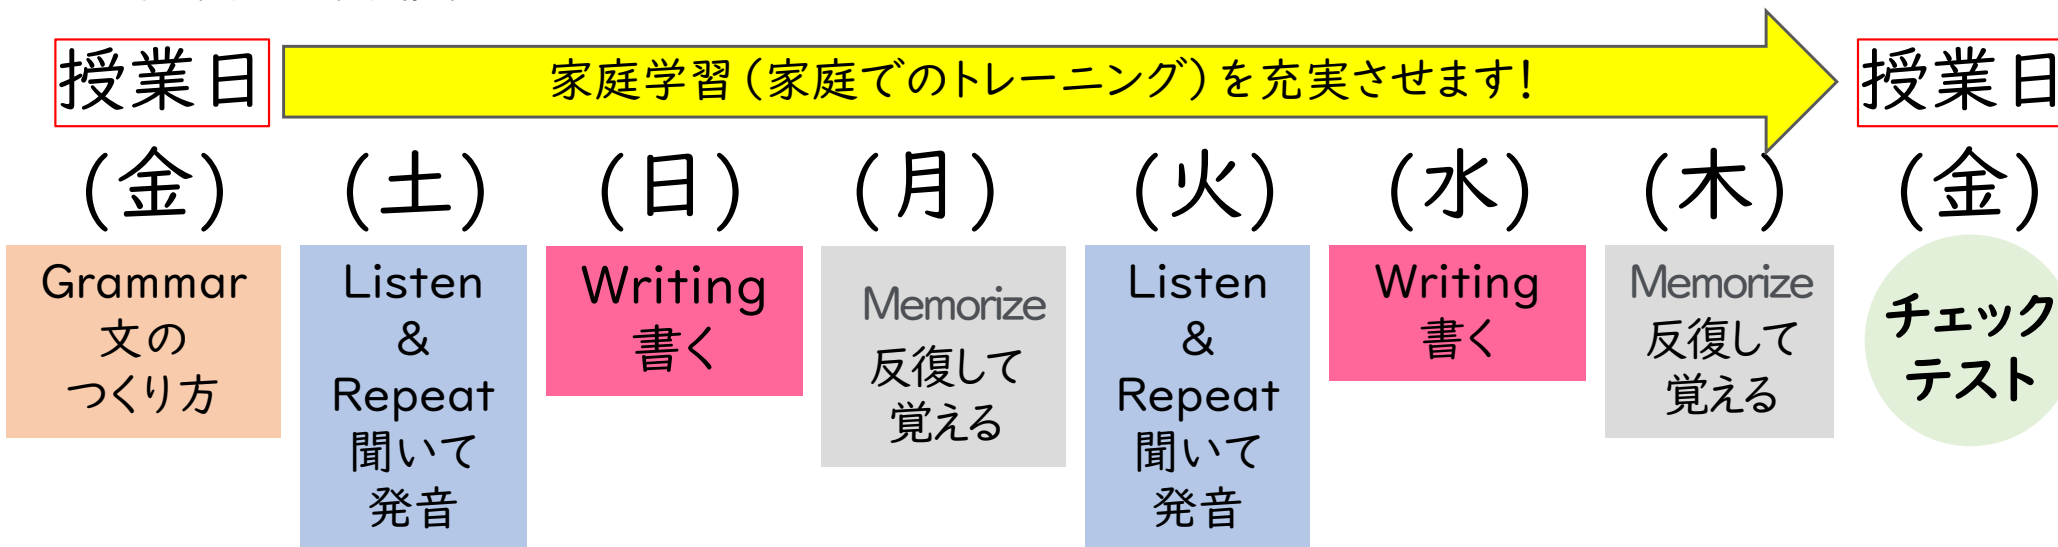 授業日
家庭学習(家庭でのトレーニング)を充実させます!
授業日
(金)
(土)
(日)
(月)
(火)
(水)
(木)
(金)
Grammar
文の
つくり方
Listen
&
Repeat
聞いて
発音
Writing
書く
Memorize
反復して
覚える
Listen
&
Repeat
聞いて
発音
Writing
書く
Memorize
反復して
覚える
チェック
テスト